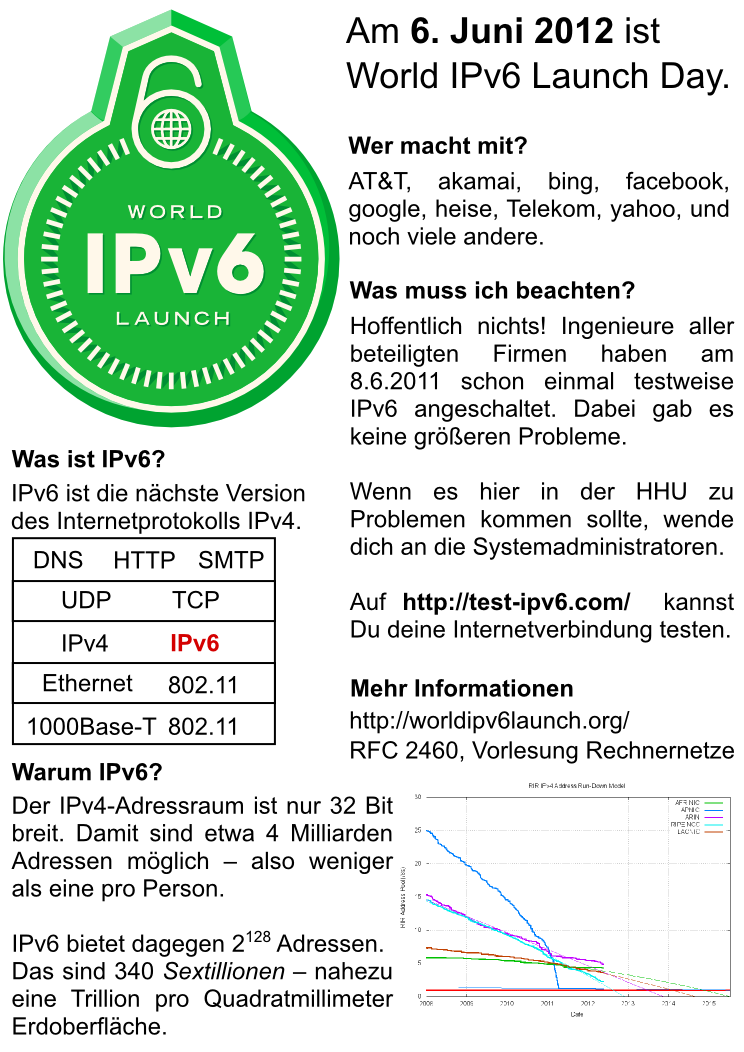 WORLD
IPv6
LAUNCH
Am 6. Juni 2012 ist
World IPv6 Launch Day.
Wer macht mit?
AT&T, akamai, bing, facebook,
google, heise, Telekom, yahoo, und
noch viele andere.
Was muss ich beachten?
Hoffentlich nichts! Ingenieure aller
beteiligten Firmen haben am
8.6.2011 schon einmal testweise
IPv6 angeschaltet. Dabei gab es
keine größeren Probleme.
Wenn es hier in der HHU zu
Problemen kommen sollte, wende
dich an die Systemadministratoren.
Auf http://test-ipv6.com/ kannst
Du deine Internetverbindung testen.
Mehr Informationen
http://worldipv6launch.org/
RFC 2460, Vorlesung Rechnernetze
Was ist IPv6?
IPv6 ist die nächste Version
des Internetprotokolls IPv4.
DNS HTTP SMTP
UDP TCP
IPv4 IPv6
Ethernet 802.11
1000Base-T 802.11
Warum IPv6?
Der IPv4-Adressraum ist nur 32 Bit
breit. Damit sind etwa 4 Milliarden
Adressen möglich – also weniger
als eine pro Person.
IPv6 bietet dagegen 2¹²⁸ Adressen.
Das sind 340 Sextillionen – nahezu
eine Trillion pro Quadratmillimeter
Erdoberfläche.
RIR IPv4 Address Run-Down Model
RIR Address Pool(/8s)
30
25
20
15
10
5
0
AFRINIC
APNIC
ARIN
RIPE NCC
LACNIC
2008 2009 2010 2011 2012 2013 2014 2015
Date